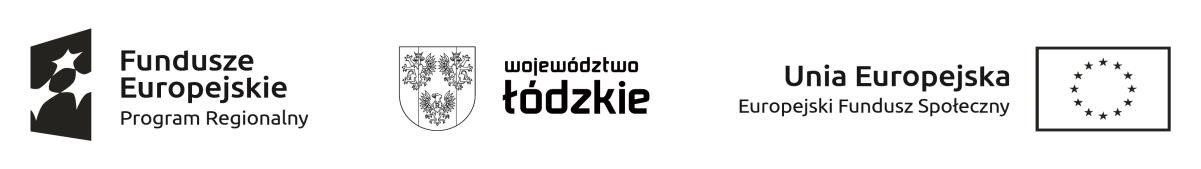 Fundusze
Europejskie
Program Regionalny
województwo
łódzkie
Unia Europejska
Europejski Fundusz Społeczny